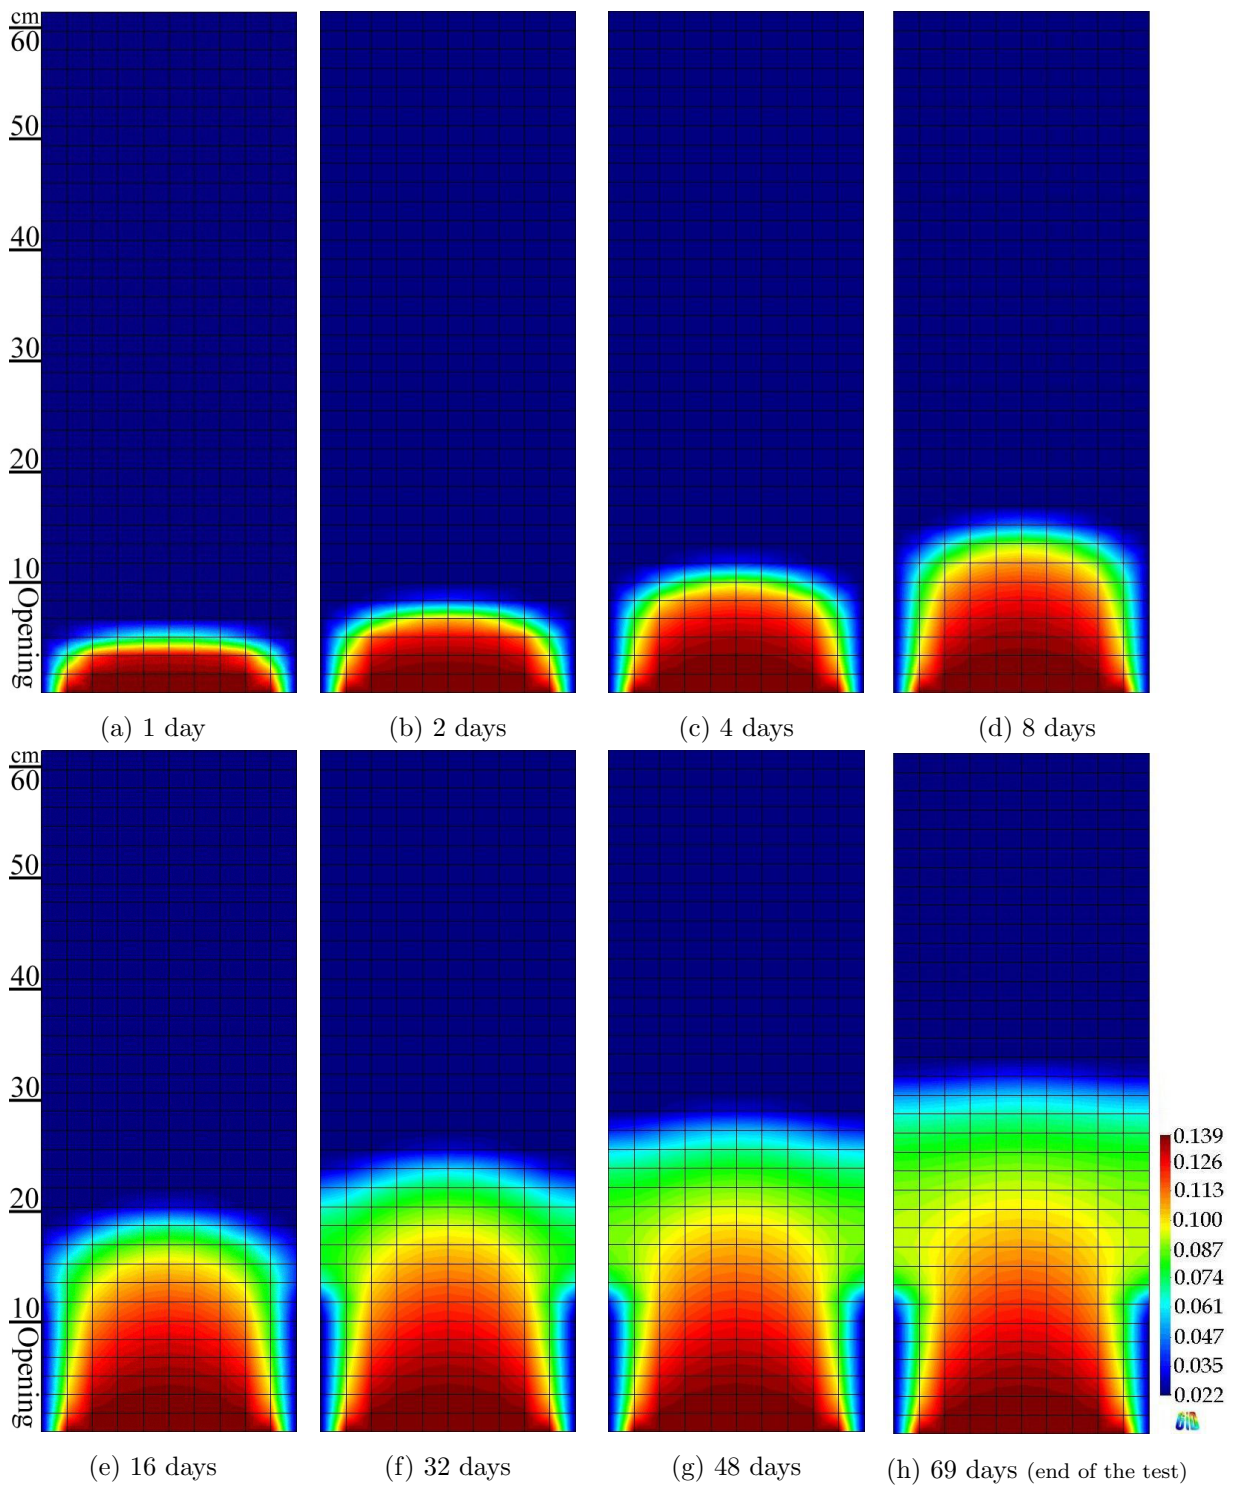 cm
60
50
40
30
20
10
Opening
(a) 1 day
(b) 2 days
(c) 4 days
(d) 8 days
cm
60
50
40
30
20
10
Opening
0.139
0.126
0.113
0.100
0.087
0.074
0.061
0.047
0.035
0.022
GiD
(e) 16 days
(f) 32 days
(g) 48 days
(h) 69 days (end of the test)